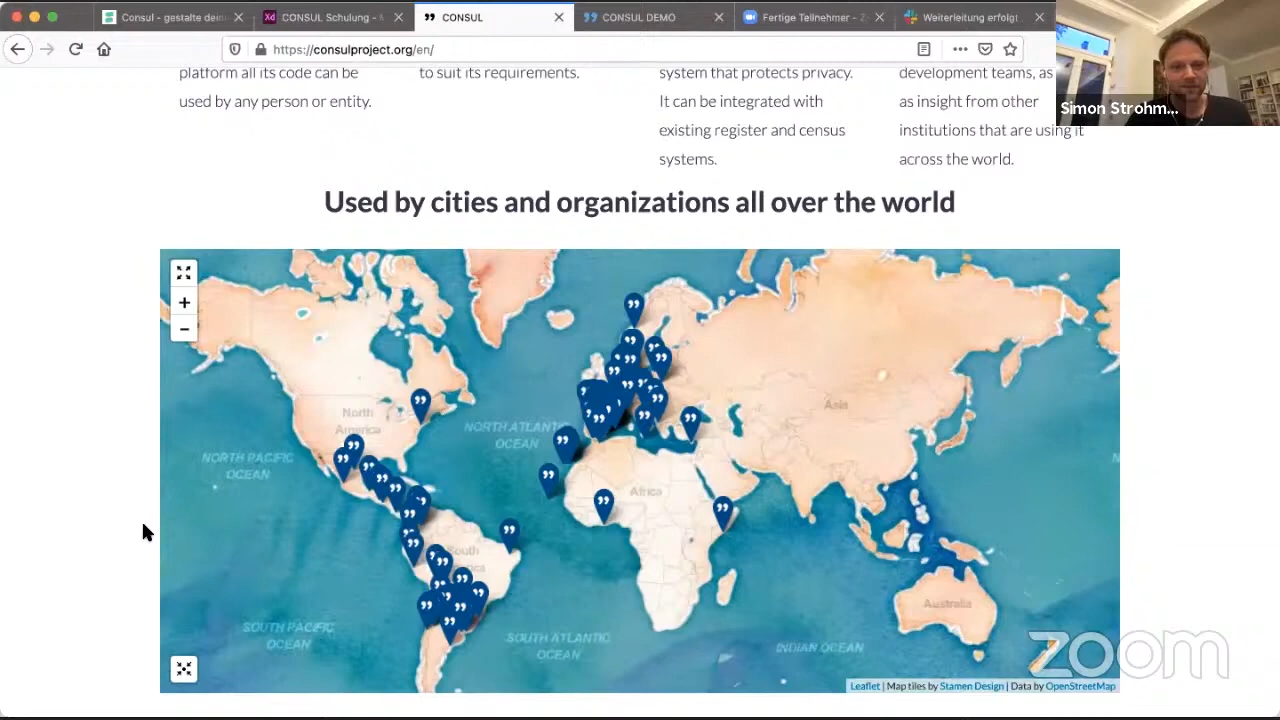 Consul - gestalte den
CONSUL Schulung -
CONSUL
CONSUL DEMO
Fertige Teilnehmer -
Weiterleitung erfolgt
https://consulproject.org/en/
Simon Strohm...
platform all its code can be
used by any person or entity.
to suit its requirements.
system that protects privacy.
It can be integrated with
existing register and census
systems.
development teams, as
as insight from other
institutions that are using it
across the world.
Used by cities and organizations all over the world
+
−
North
America
NORTH ATLANTIC
OCEAN
NORTH PACIFIC
OCEAN
Asia
Africa
South
SOUTH PACIFIC
OCEAN
SOUTH ATLANTIC
OCEAN
INDIAN OCEAN
Australia
zoom
Leaflet | Map tiles by Stamen Design | Data by OpenStreetMap